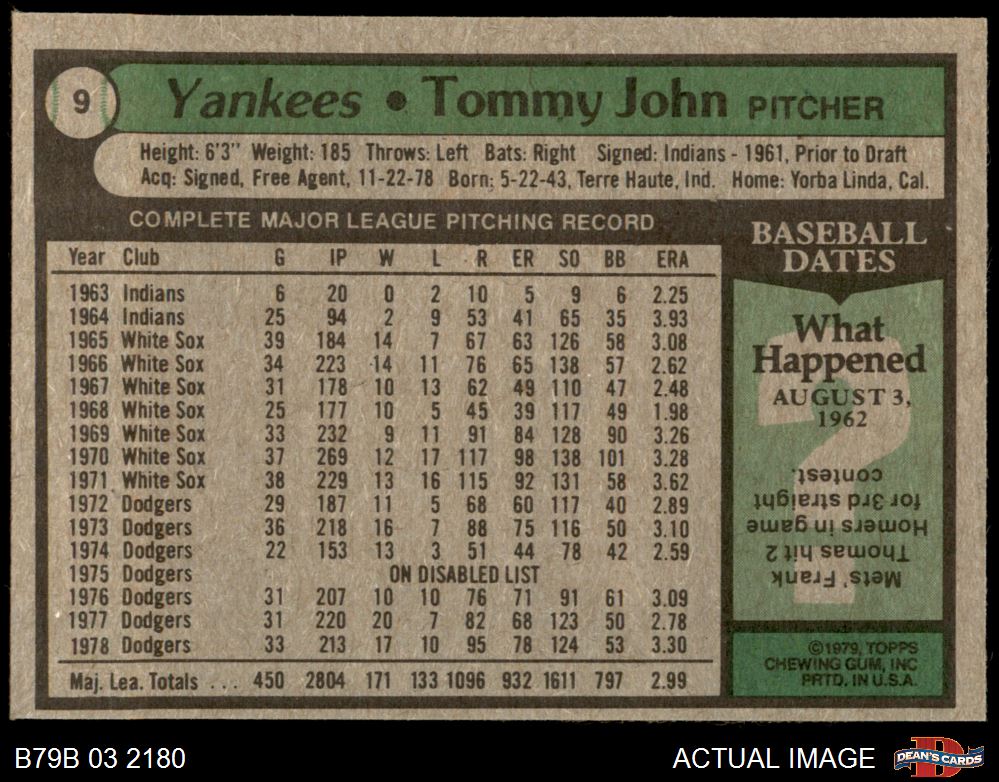 9
Yankees • Tommy John PITCHER
Height: 6'3" Weight: 185 Throws: Left Bats: Right Signed: Indians - 1961, Prior to Draft
Acq: Signed, Free Agent, 11-22-78 Born: 5-22-43, Terre Haute, Ind. Home: Yorba Linda, Cal.
COMPLETE MAJOR LEAGUE PITCHING RECORD
Year Club G IP W L R ER SO BB ERA
1963 Indians 6 20 0 2 10 5 9 6 2.25
1964 Indians 25 94 2 9 53 41 65 35 3.93
1965 White Sox 39 184 14 7 67 63 126 58 3.08
1966 White Sox 34 223 14 11 76 65 138 57 2.62
1967 White Sox 31 178 10 13 62 49 110 47 2.48
1968 White Sox 25 177 10 5 45 39 117 49 1.98
1969 White Sox 33 232 9 11 91 84 128 90 3.26
1970 White Sox 37 269 12 17 117 98 138 101 3.28
1971 White Sox 38 229 13 16 115 92 131 58 3.62
1972 Dodgers 29 187 11 5 68 60 117 40 2.89
1973 Dodgers 36 218 16 7 88 75 116 50 3.10
1974 Dodgers 22 153 13 3 51 44 78 42 2.59
1975 Dodgers ON DISABLED LIST
1976 Dodgers 31 207 10 10 76 71 91 61 3.09
1977 Dodgers 31 220 20 7 82 68 123 50 2.78
1978 Dodgers 33 213 17 10 95 78 124 53 3.30
Maj. Lea. Totals ... 450 2804 171 133 1096 932 1611 797 2.99
BASEBALL
DATES
What
Happened
AUGUST 3,
1962
Mets' Frank
Thomas hit 2
Homers in game
for 3rd straight
contest.
©1979, TOPPS
CHEWING GUM, INC
PRTD. IN U.S.A.
B79B 03 2180
ACTUAL IMAGE
DEAN'S CARDS